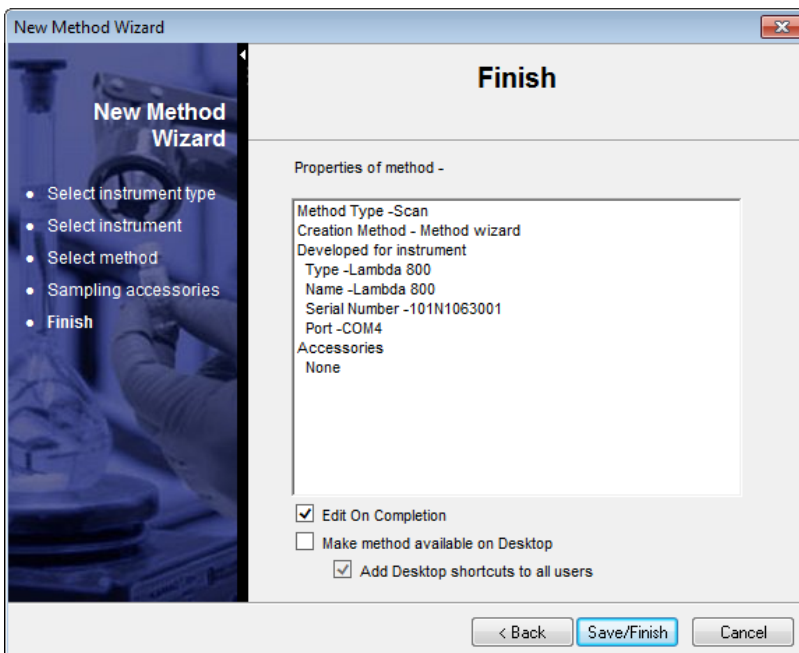 New Method Wizard
New Method
Wizard
Select instrument type
Select instrument
Select method
Sampling accessories
Finish
Finish
Properties of method -
Method Type -Scan
Creation Method - Method wizard
Developed for instrument
Type -Lambda 800
Name -Lambda 800
Serial Number -101N1063001
Port -COM4
Accessories
None
Edit On Completion
Make method available on Desktop
Add Desktop shortcuts to all users
< Back
Save/Finish
Cancel